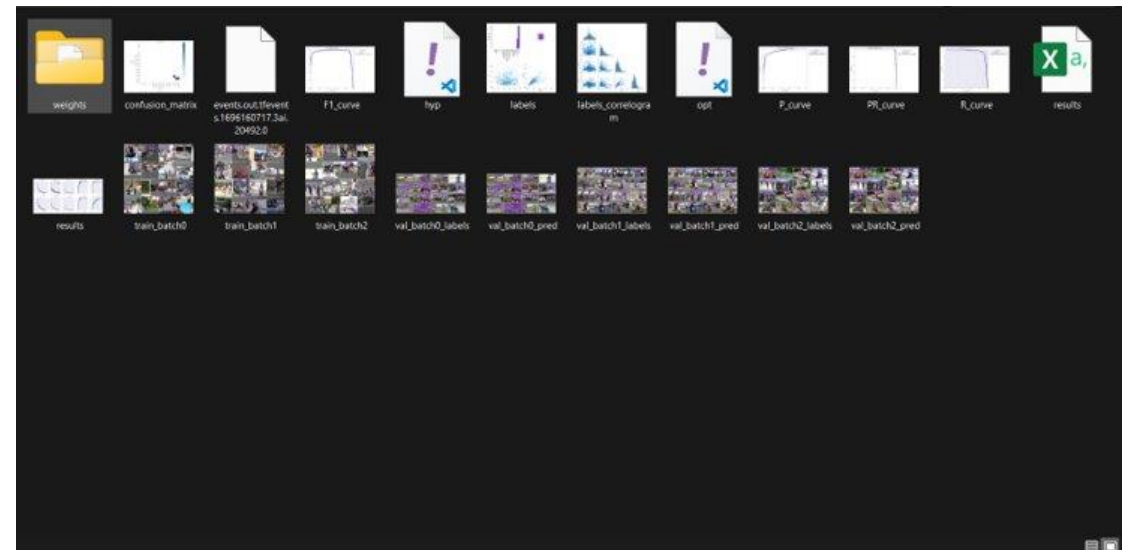 weights
confusion_matrix
events.out.tfevent
s.1696160717.3ai.
20492.0
F1_curve
hyp
labels
labels_correlogra
m
opt
P_curve
PR_curve
R_curve
results
results
train_batch0
train_batch1
train_batch2
val_batch0_labels
val_batch0_pred
val_batch1_labels
val_batch1_pred
val_batch2_labels
val_batch2_pred